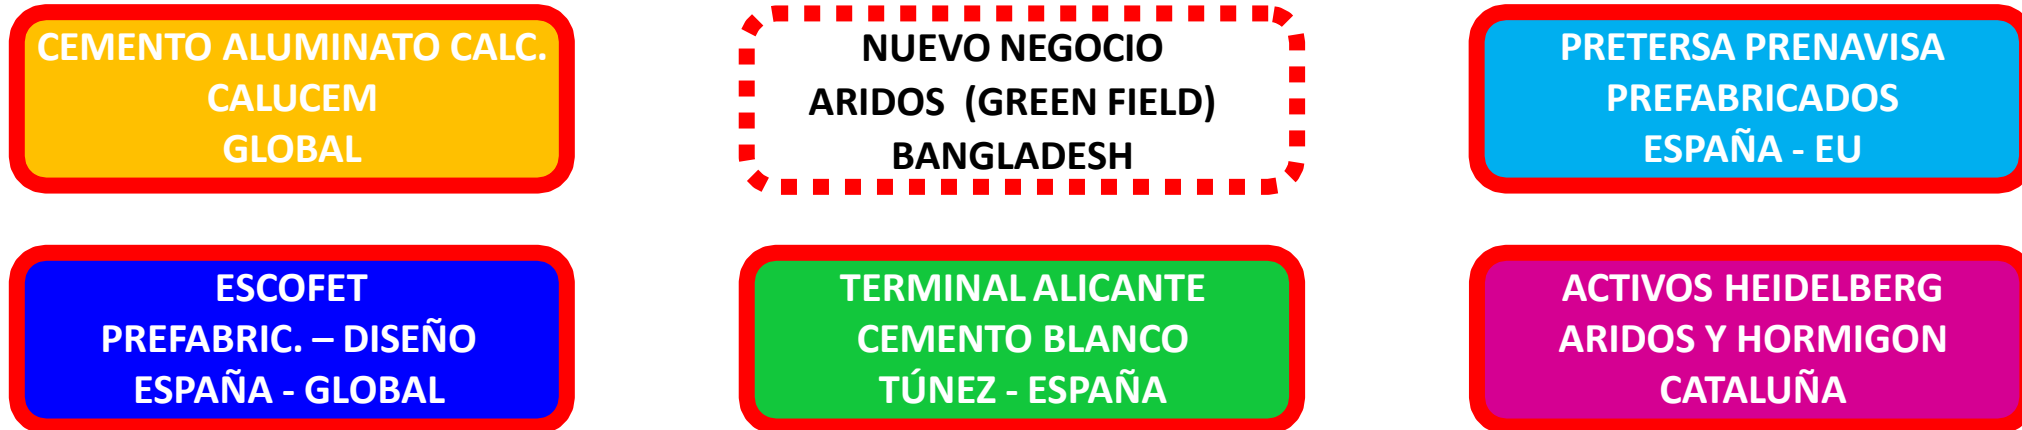 CEMENTO ALUMINATO CALC.
CALUCEM
GLOBAL
NUEVO NEGOCIO
ARIDOS (GREEN FIELD)
BANGLADESH
PRETERSA PRENAVISA
PREFABRICADOS
ESPAÑA - EU
ESCOFET
PREFABRIC. – DISEÑO
ESPAÑA - GLOBAL
TERMINAL ALICANTE
CEMENTO BLANCO
TÚNEZ - ESPAÑA
ACTIVOS HEIDELBERG
ARIDOS Y HORMIGON
CATALUÑA